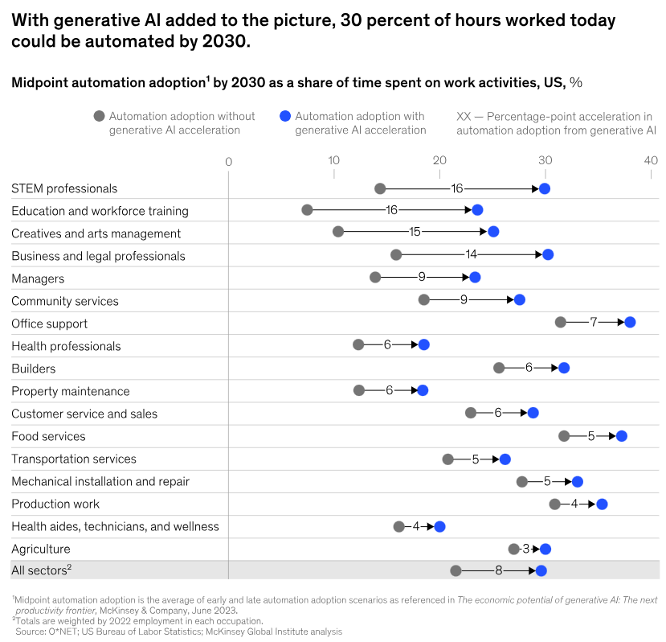 With generative AI added to the picture, 30 percent of hours worked today
could be automated by 2030.
Midpoint automation adoption¹ by 2030 as a share of time spent on work activities, US, %
Automation adoption without
generative AI acceleration
Automation adoption with
generative AI acceleration
XX — Percentage-point acceleration in
automation adoption from generative AI
0 10 20 30 40
STEM professionals 16
Education and workforce training 16
Creatives and arts management 15
Business and legal professionals 14
Managers 9
Community services 9
Office support 7
Health professionals 6
Builders 6
Property maintenance 6
Customer service and sales 6
Food services 5
Transportation services 5
Mechanical installation and repair 5
Production work 4
Health aides, technicians, and wellness 4
Agriculture 3
All sectors² 8
¹Midpoint automation adoption is the average of early and late automation adoption scenarios as referenced in The economic potential of generative AI: The next
productivity frontier, McKinsey & Company, June 2023.
²Totals are weighted by 2022 employment in each occupation.
Source: O*NET; US Bureau of Labor Statistics; McKinsey Global Institute analysis